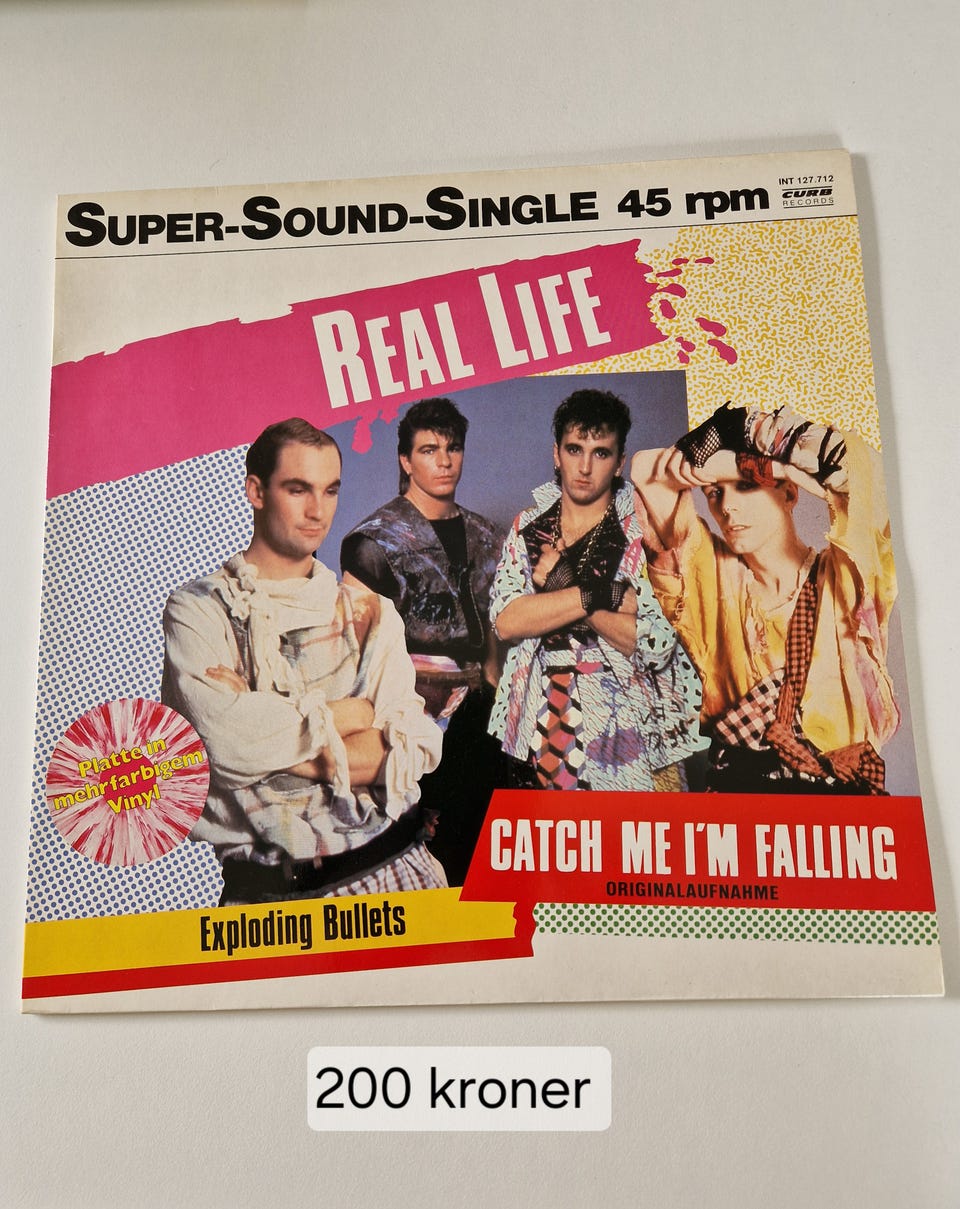 SUPER-SOUND-SINGLE 45 rpm
INT 127.712
CURB
RECORDS
REAL LIFE
Platte in
mehrfarbigem
Vinyl
CATCH ME I'M FALLING
ORIGINALAUFNAHME
Exploding Bullets
200 kroner